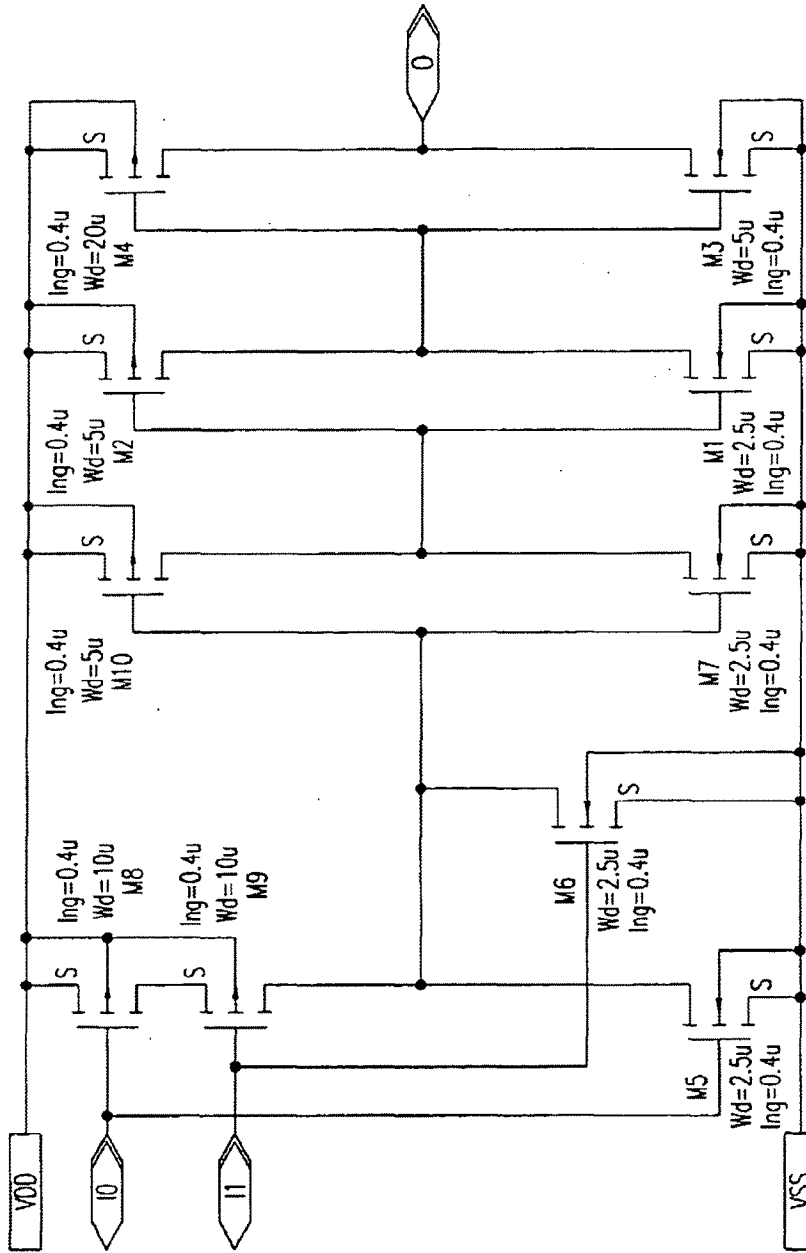 VDD
I0
I1
VSS
lng=0.4u
Wd=10u
M8
S
lng=0.4u
Wd=10u
M9
S
M5
Wd=2.5u
lng=0.4u
S
M6
Wd=2.5u
lng=0.4u
S
lng=0.4u
Wd=5u
M10
S
M7
Wd=2.5u
lng=0.4u
S
lng=0.4u
Wd=5u
M2
S
M1
Wd=2.5u
lng=0.4u
S
lng=0.4u
Wd=20u
M4
S
M3
Wd=5u
lng=0.4u
S
O